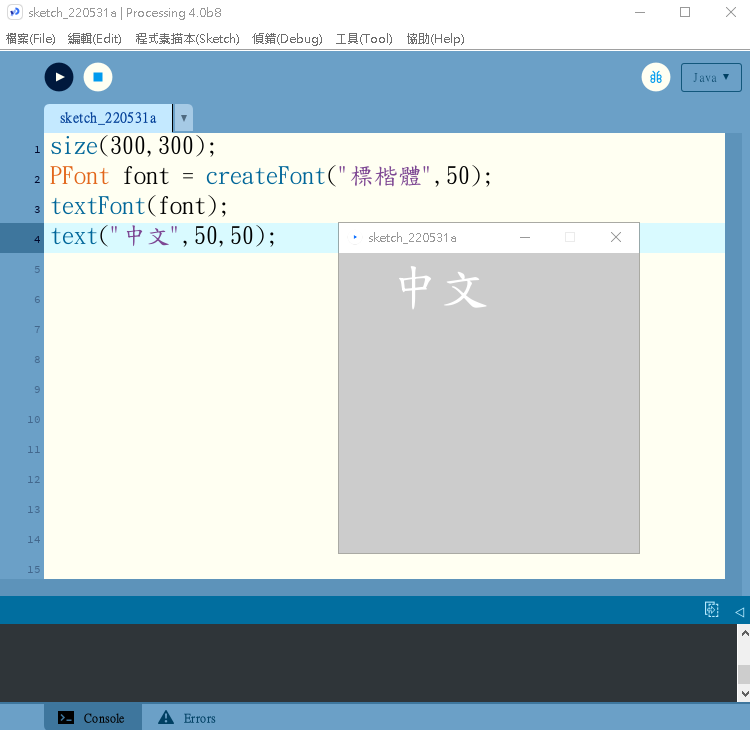 sketch_220531a | Processing 4.0b8
檔案(File) 編輯(Edit) 程式素描本(Sketch) 偵錯(Debug) 工具(Tool) 協助(Help)
Java ▼
sketch_220531a ▼
1 size(300,300);
2 PFont font = createFont("標楷體",50);
3 textFont(font);
4 text("中文",50,50);
sketch_220531a
中文
5
6
7
8
9
10
11
12
13
14
15
Console Errors